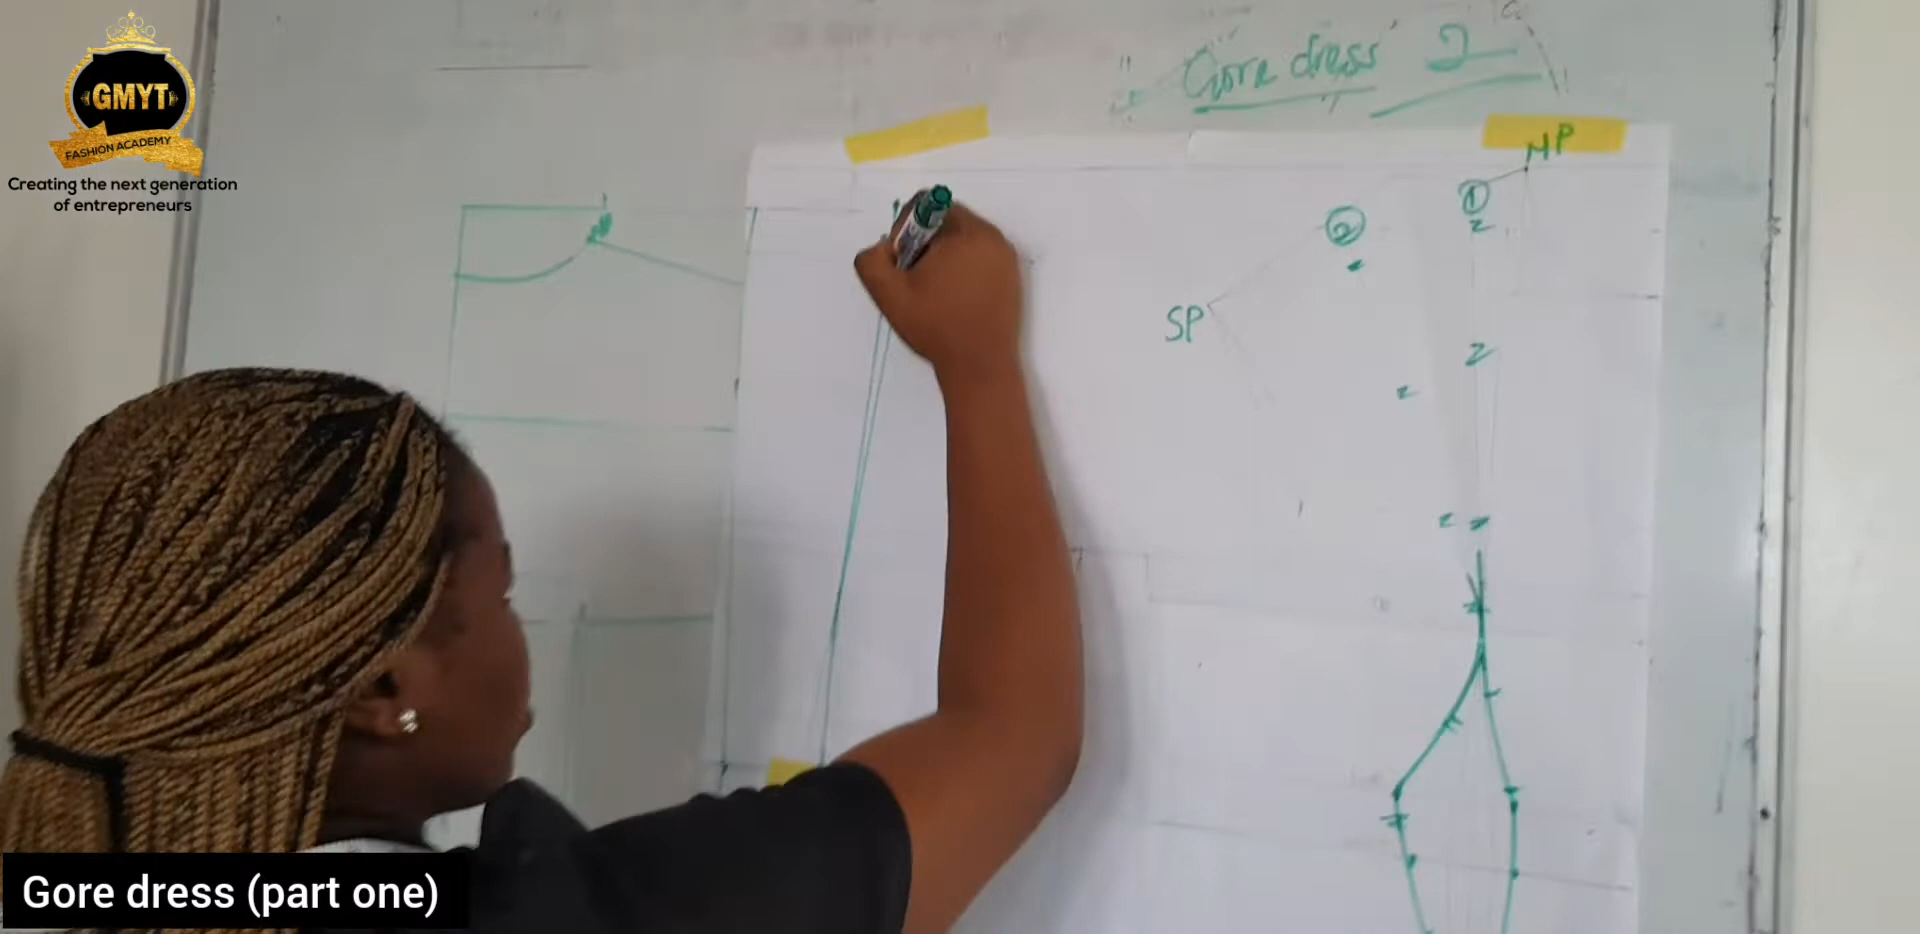 GMYT
FASHION ACADEMY
Creating the next generation
of entrepreneurs
Gore dress 2
NP
1
2
SP
Gore dress (part one)